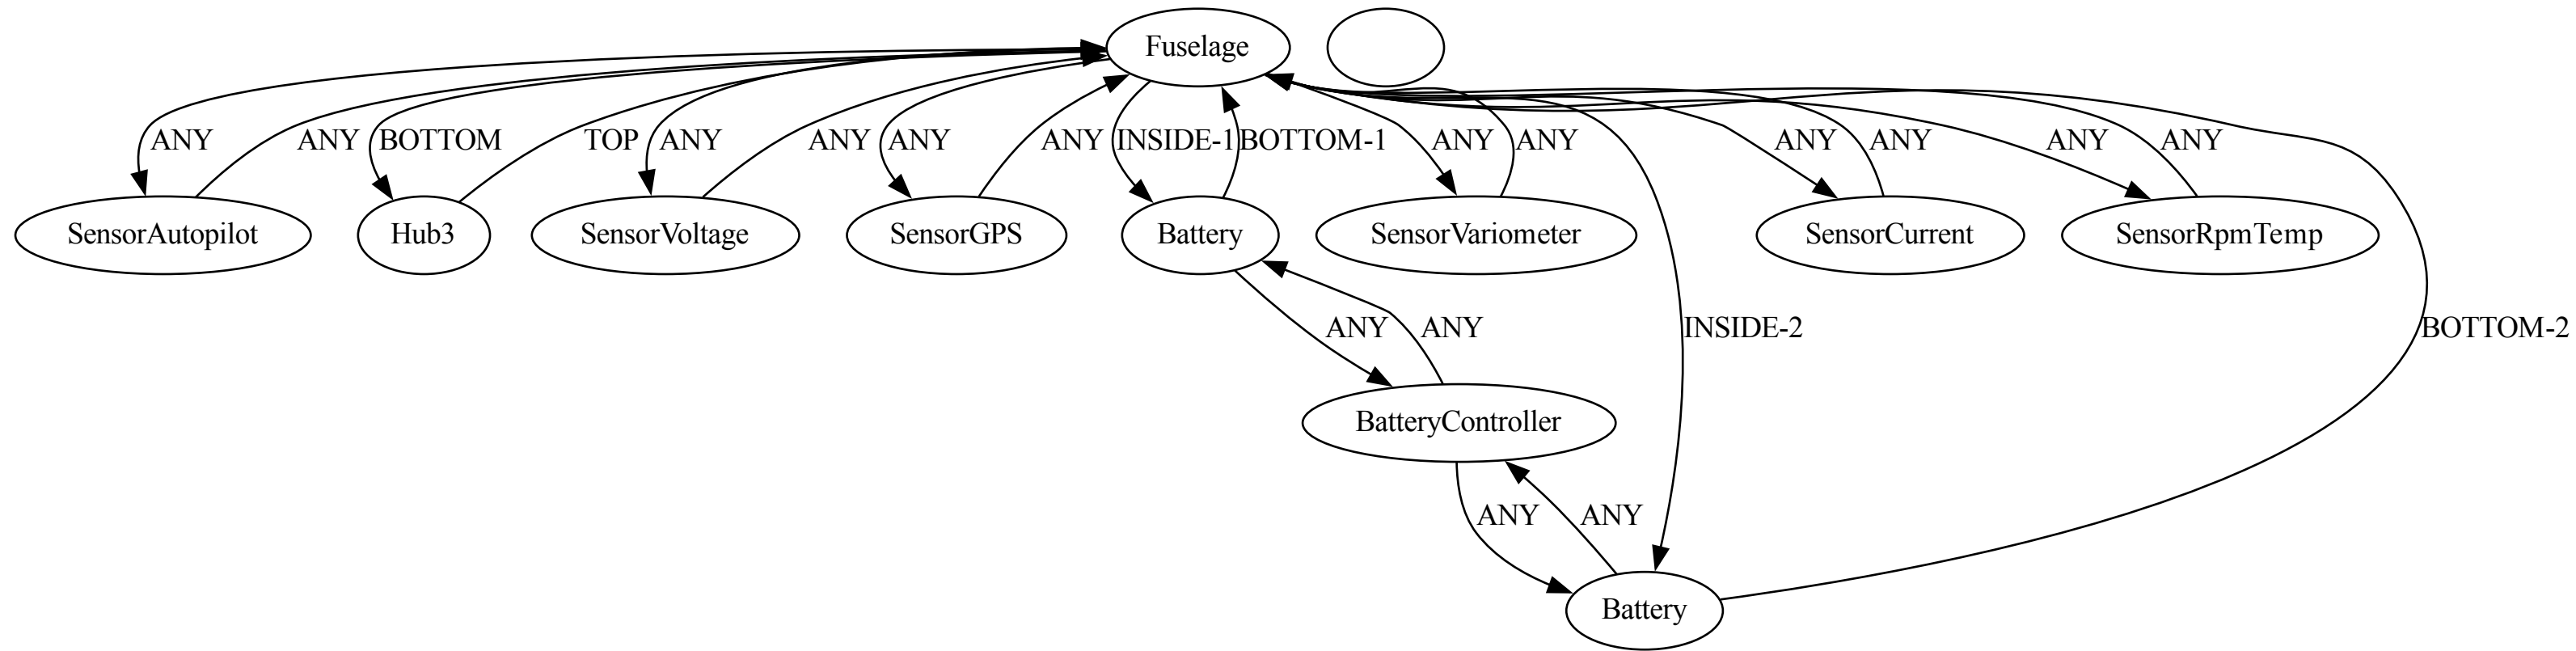 Fuselage
ANY
ANY
BOTTOM
TOP
ANY
ANY
ANY
ANY
INSIDE-1
BOTTOM-1
ANY
ANY
ANY
ANY
ANY
ANY
SensorAutopilot
Hub3
SensorVoltage
SensorGPS
Battery
SensorVariometer
SensorCurrent
SensorRpmTemp
ANY
ANY
INSIDE-2
BOTTOM-2
BatteryController
ANY
ANY
Battery